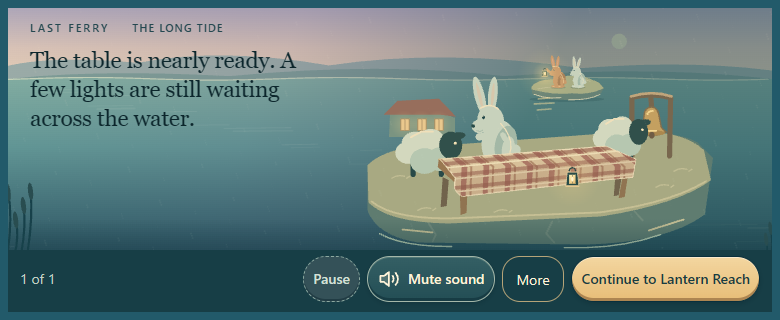 LAST FERRY THE LONG TIDE
The table is nearly ready. A
few lights are still waiting
across the water.
1 of 1
Pause
Mute sound
More
Continue to Lantern Reach